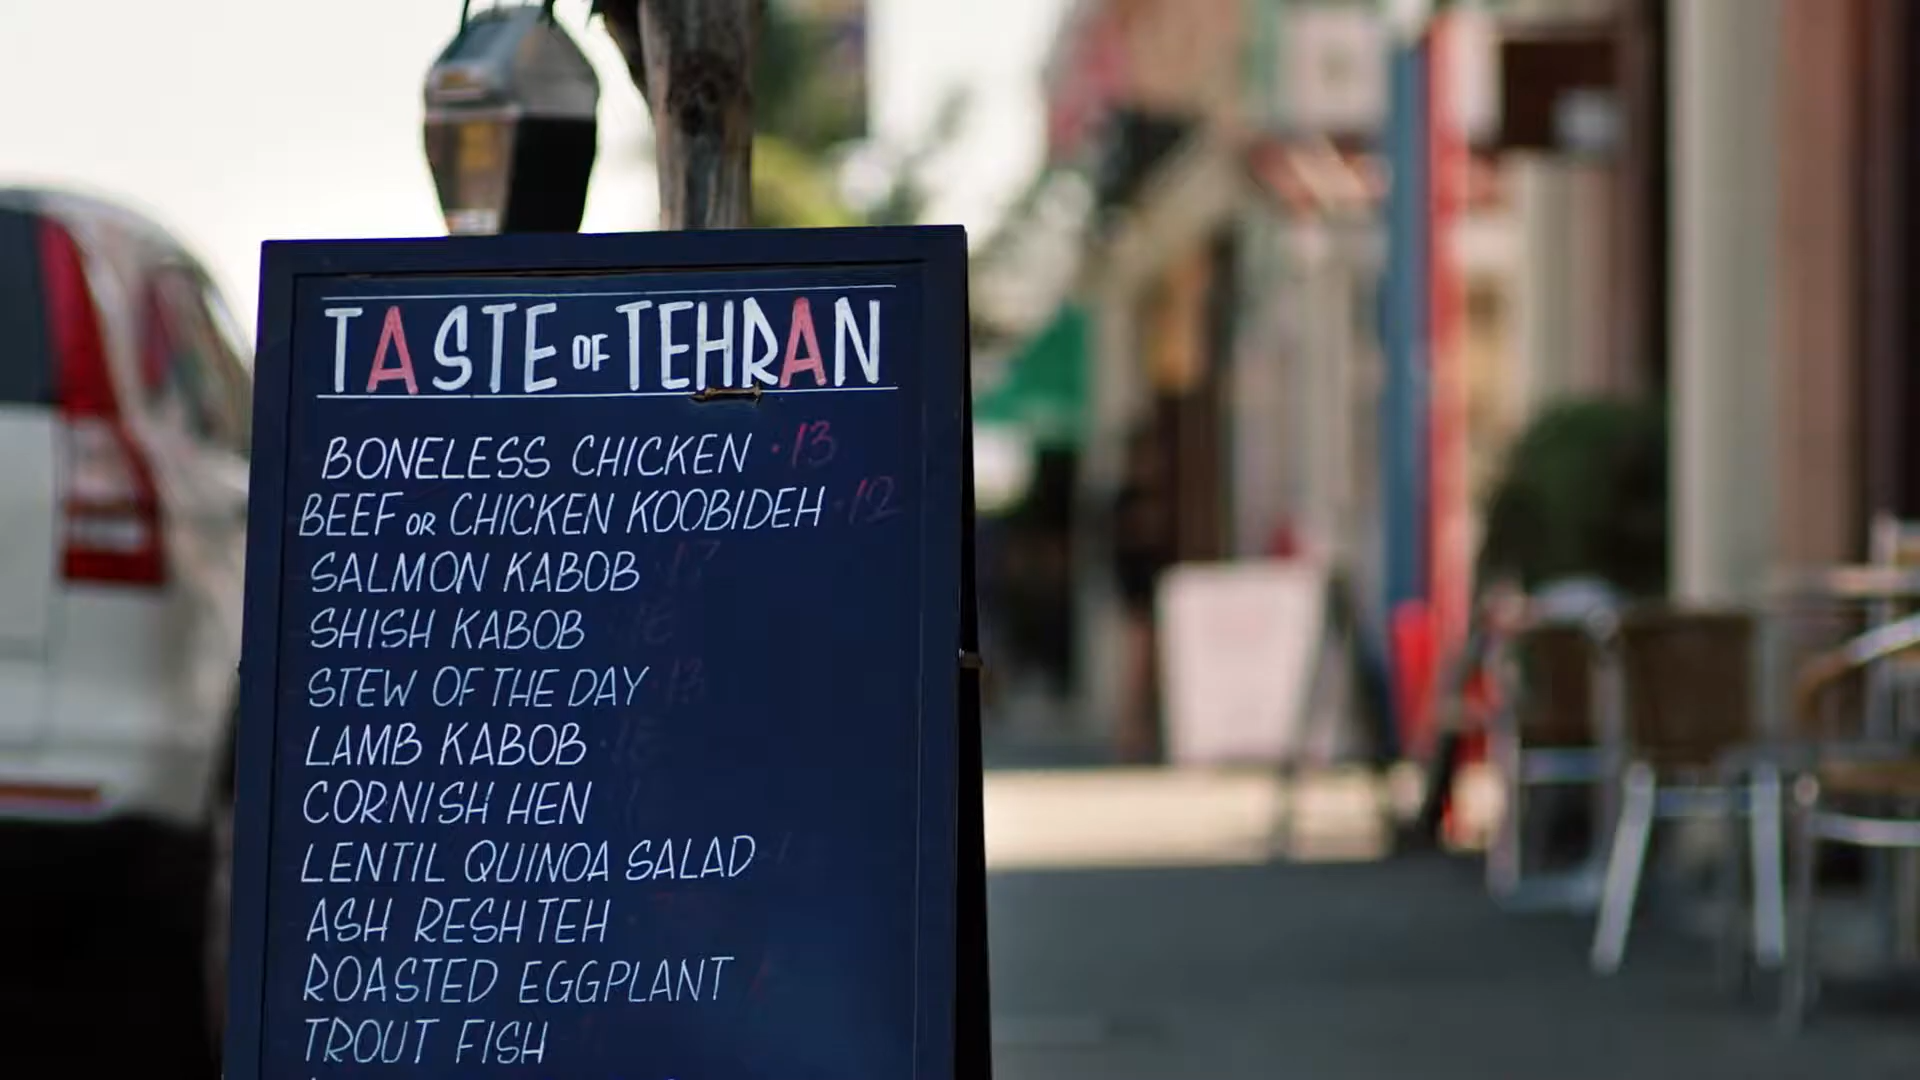 TASTE OF TEHRAN
BONELESS CHICKEN · 13
BEEF OR CHICKEN KOOBIDEH · 12
SALMON KABOB
SHISH KABOB
STEW OF THE DAY · 13
LAMB KABOB
CORNISH HEN
LENTIL QUINOA SALAD
ASH RESHTEH
ROASTED EGGPLANT
TROUT FISH